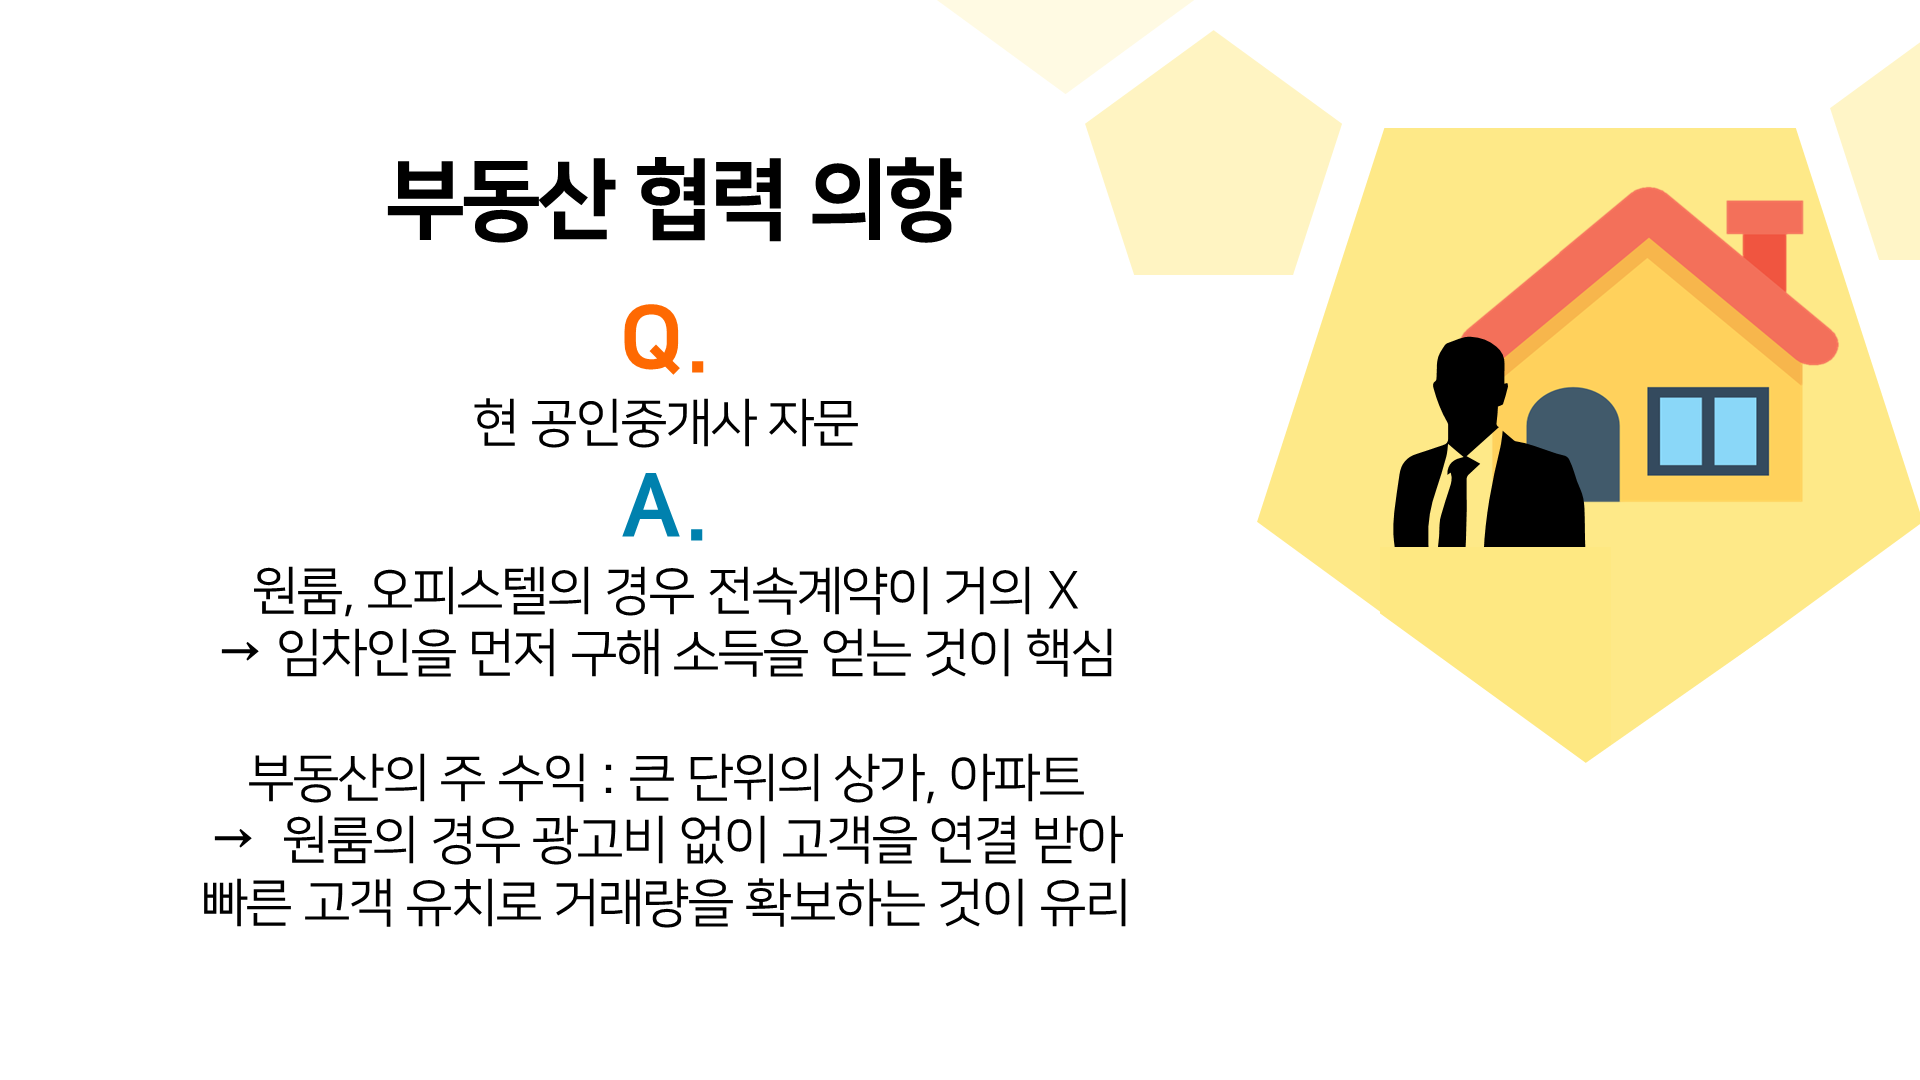 부동산 협력 의향
Q.
현 공인중개사 자문
A.
원룸, 오피스텔의 경우 전속계약이 거의 X
→ 임차인을 먼저 구해 소득을 얻는 것이 핵심
부동산의 주 수익 : 큰 단위의 상가, 아파트
→ 원룸의 경우 광고비 없이 고객을 연결 받아
빠른 고객 유치로 거래량을 확보하는 것이 유리